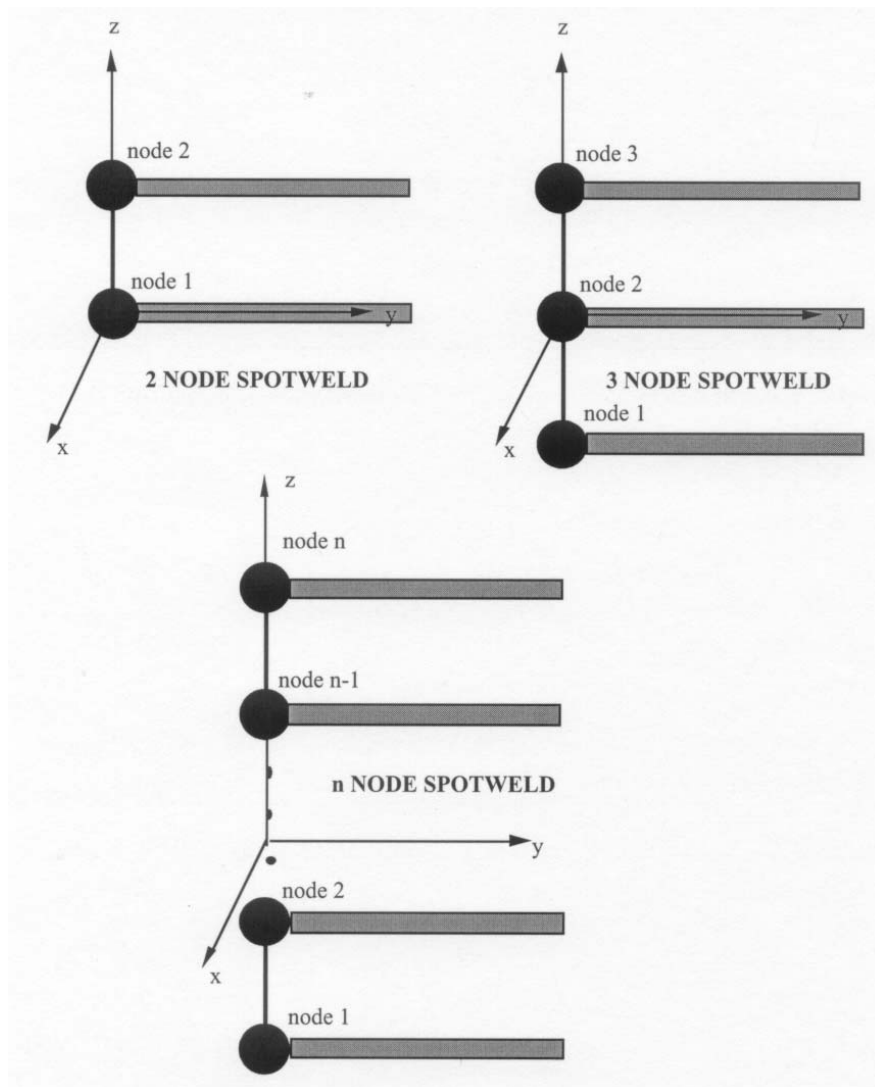 z
node 2
node 1
y
2 NODE SPOTWELD
x
z
node 3
node 2
y
3 NODE SPOTWELD
node 1
x
z
node n
node n-1
n NODE SPOTWELD
y
node 2
x
node 1